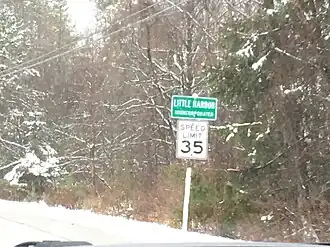 LITTLE HARBOR
UNINCORPORATED
SPEED
LIMIT
35